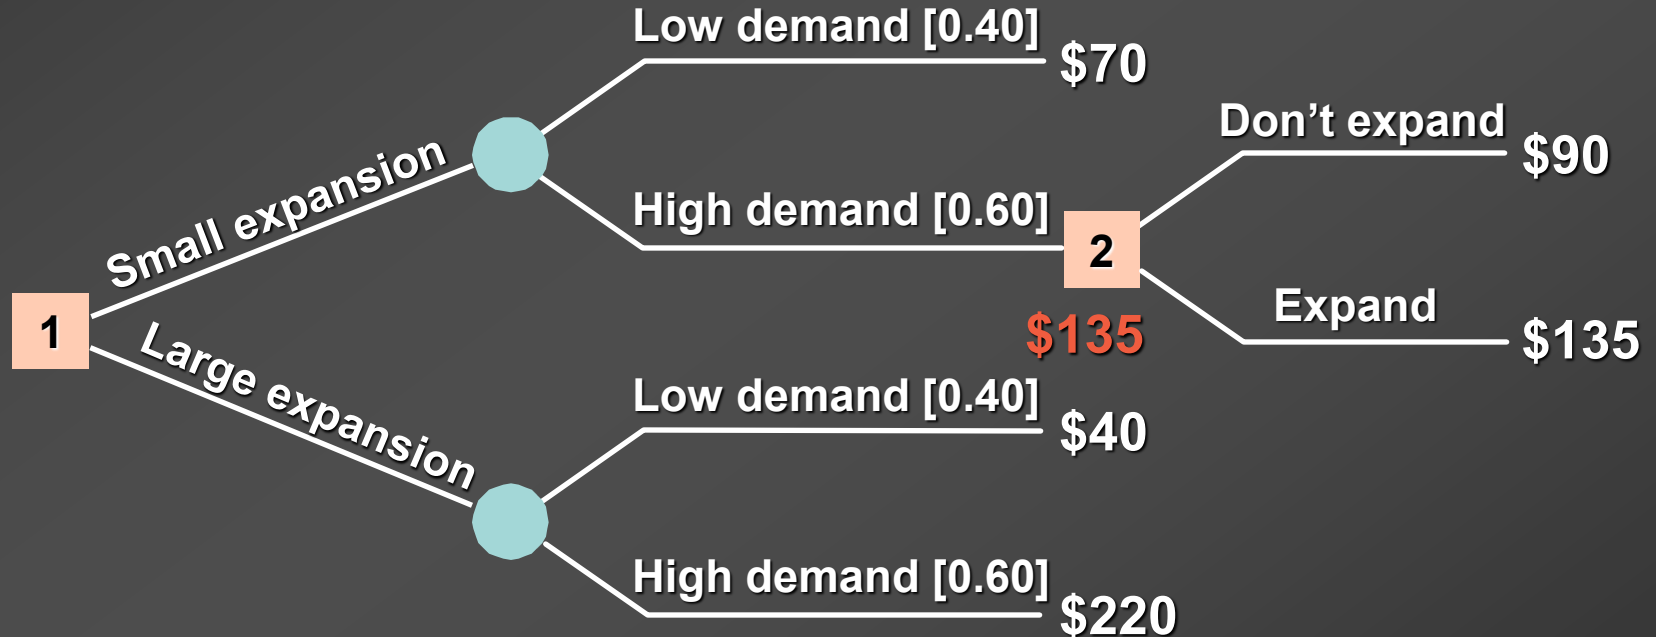 Low demand [0.40]
$70
Don’t expand
$90
Small expansion
High demand [0.60]
2
Expand
$135
1
$135
Large expansion
Low demand [0.40]
$40
High demand [0.60]
$220